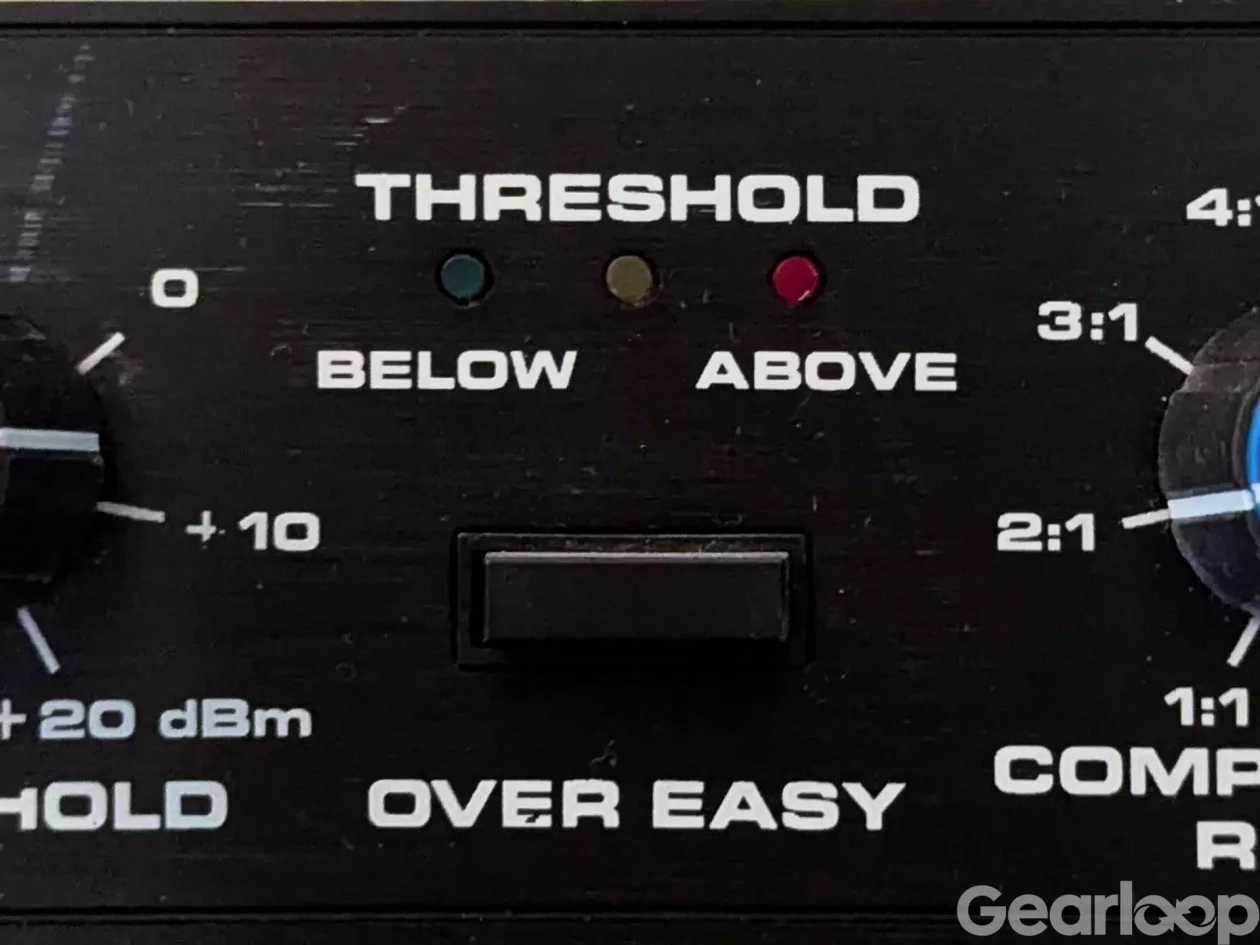 THRESHOLD
4:1
0
3:1
BELOW
ABOVE
+10
2:1
+20 dBm
1:1
HOLD
OVER EASY
COMP
R
Gearloop